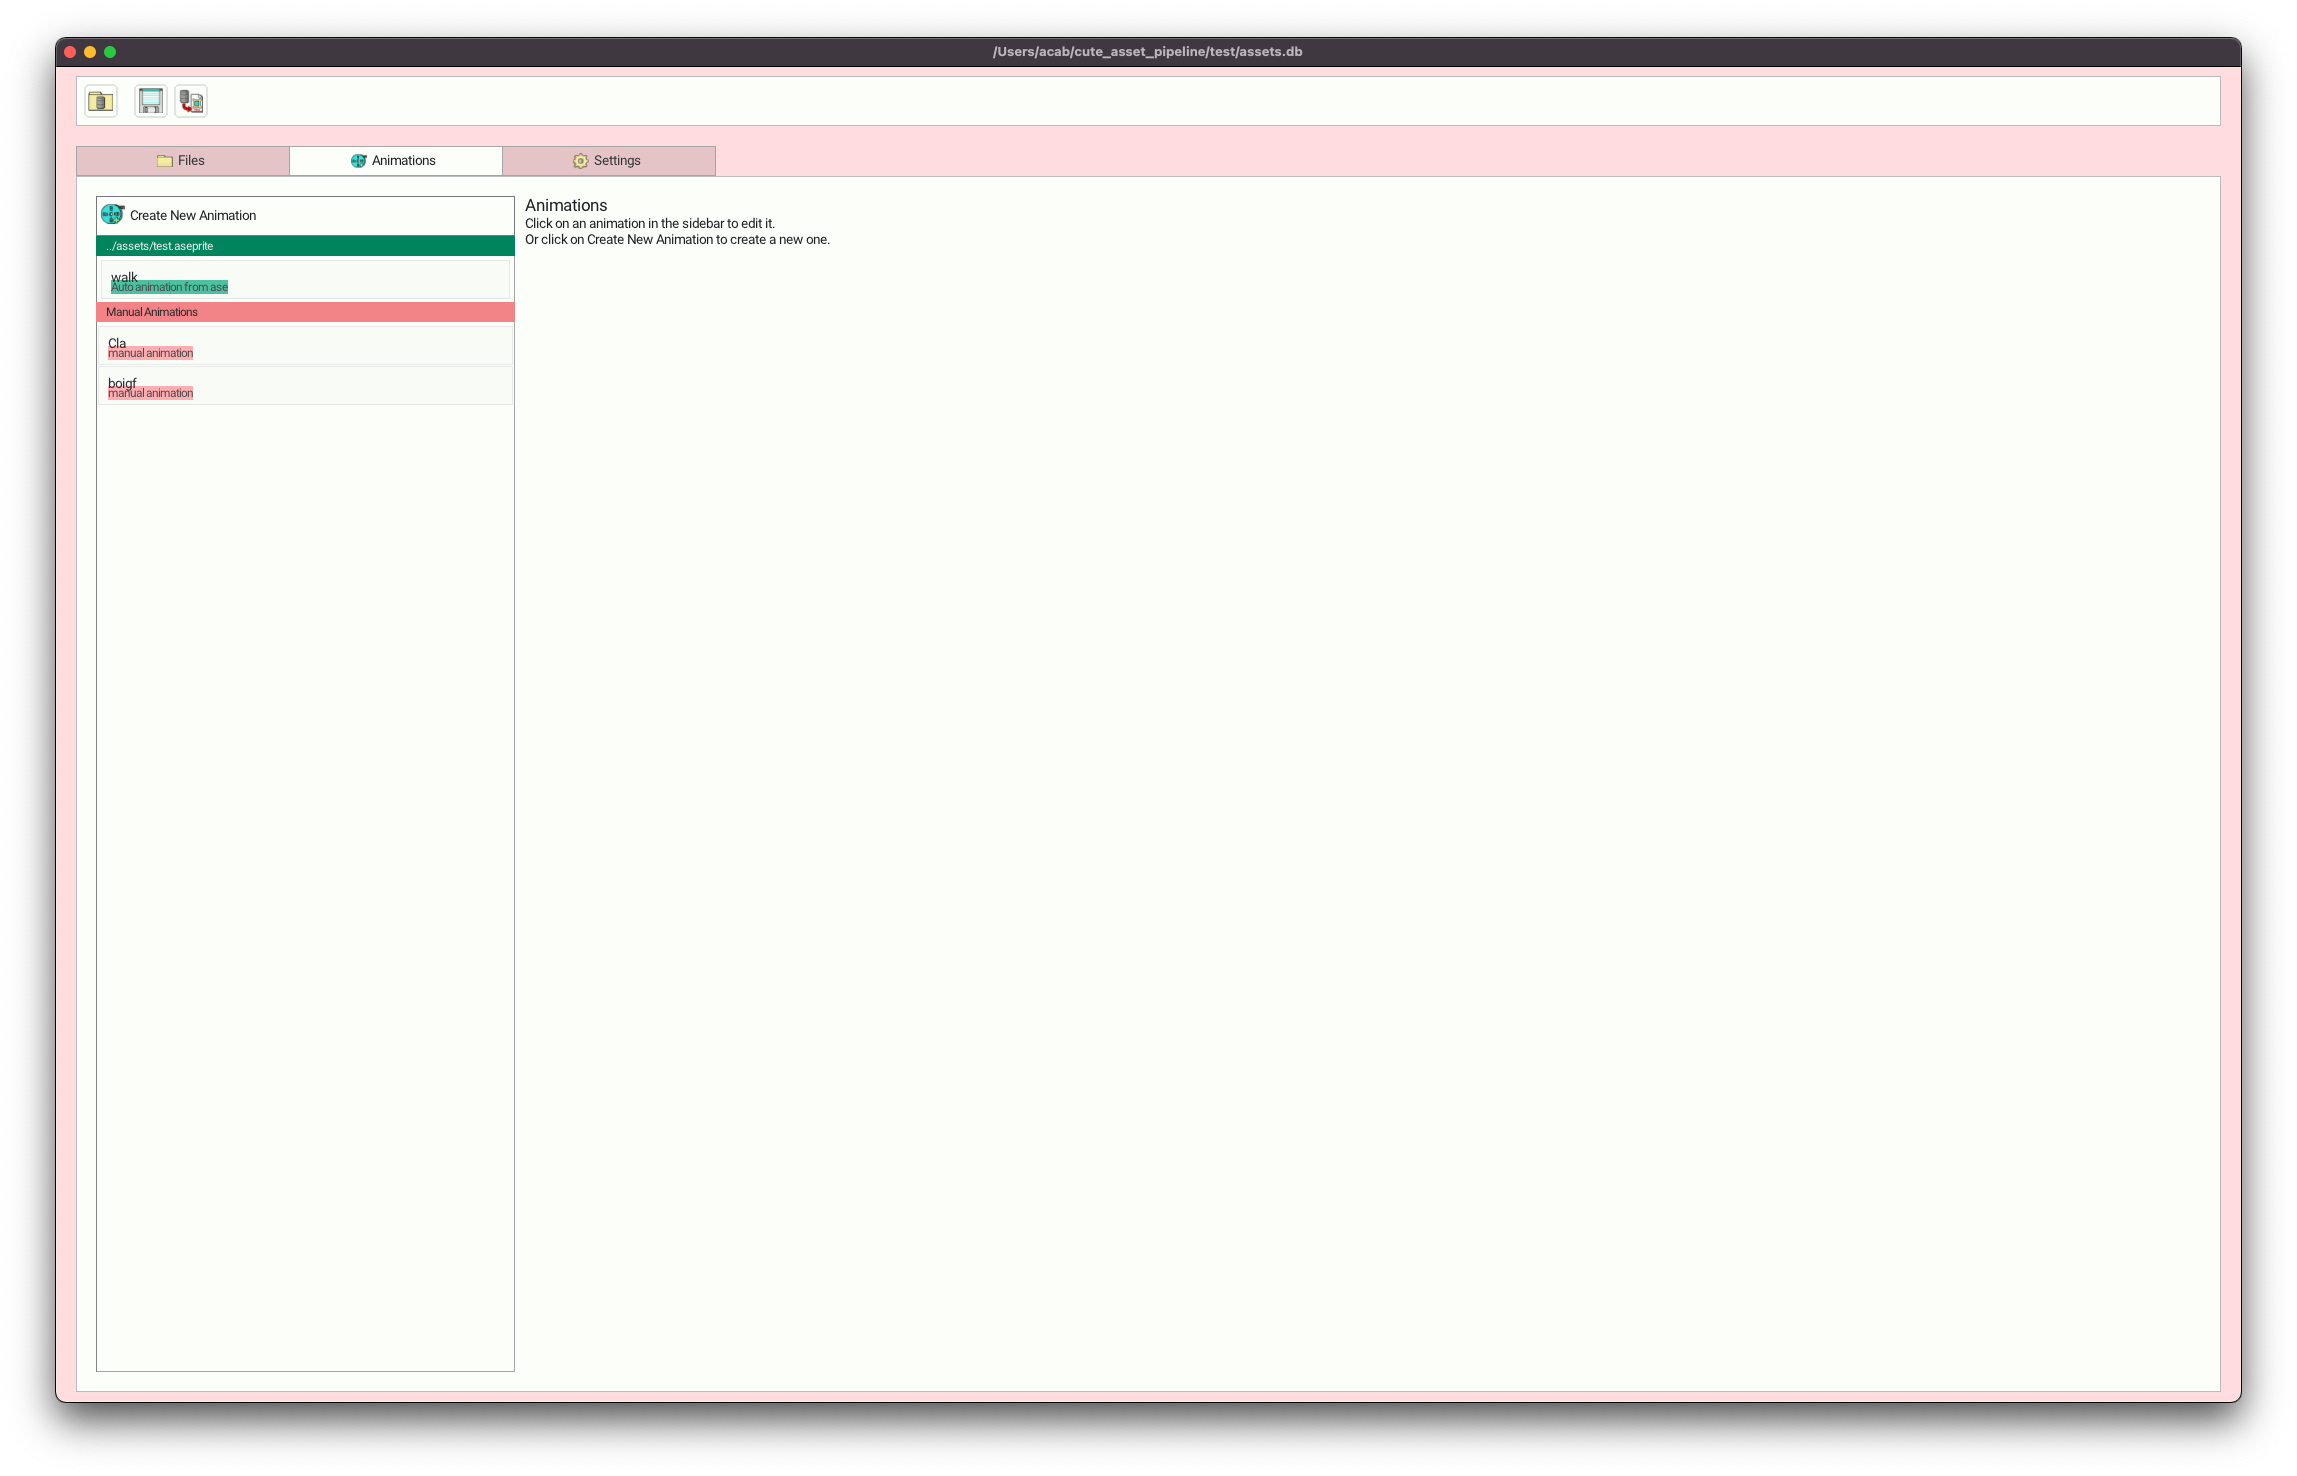 /Users/acab/cute_asset_pipeline/test/assets.db
Files
Animations
Settings
Create New Animation
../assets/test.aseprite
walk
Auto animation from ase
Manual Animations
Cla
manual animation
boigf
manual animation
Animations
Click on an animation in the sidebar to edit it.
Or click on Create New Animation to create a new one.